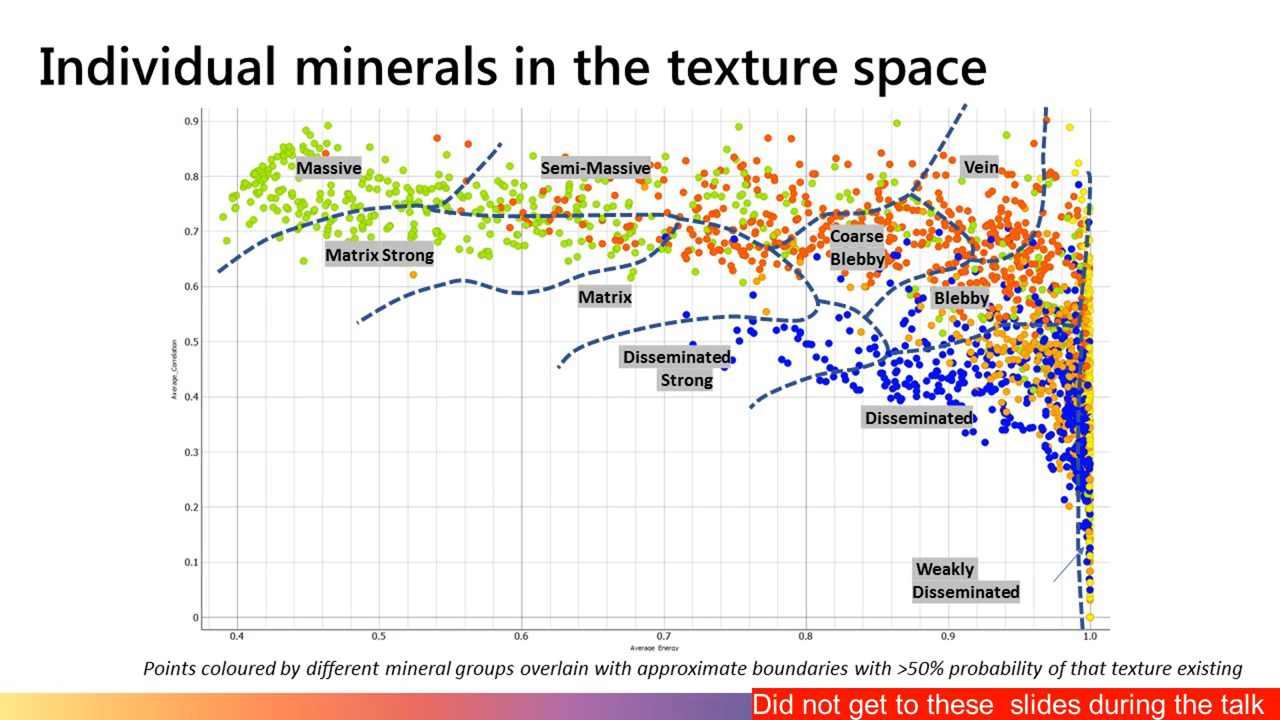 Individual minerals in the texture space
0.9
0.8
0.7
0.6
0.5
0.4
0.3
0.2
0.1
0
Average_Correlation
Massive
Semi-Massive
Vein
Matrix Strong
Coarse
Blebby
Matrix
Blebby
Disseminated
Strong
Disseminated
Weakly
Disseminated
0.4 0.5 0.6 0.7 0.8 0.9 1.0
Average Energy
Points coloured by different mineral groups overlain with approximate boundaries with >50% probability of that texture existing
Did not get to these slides during the talk